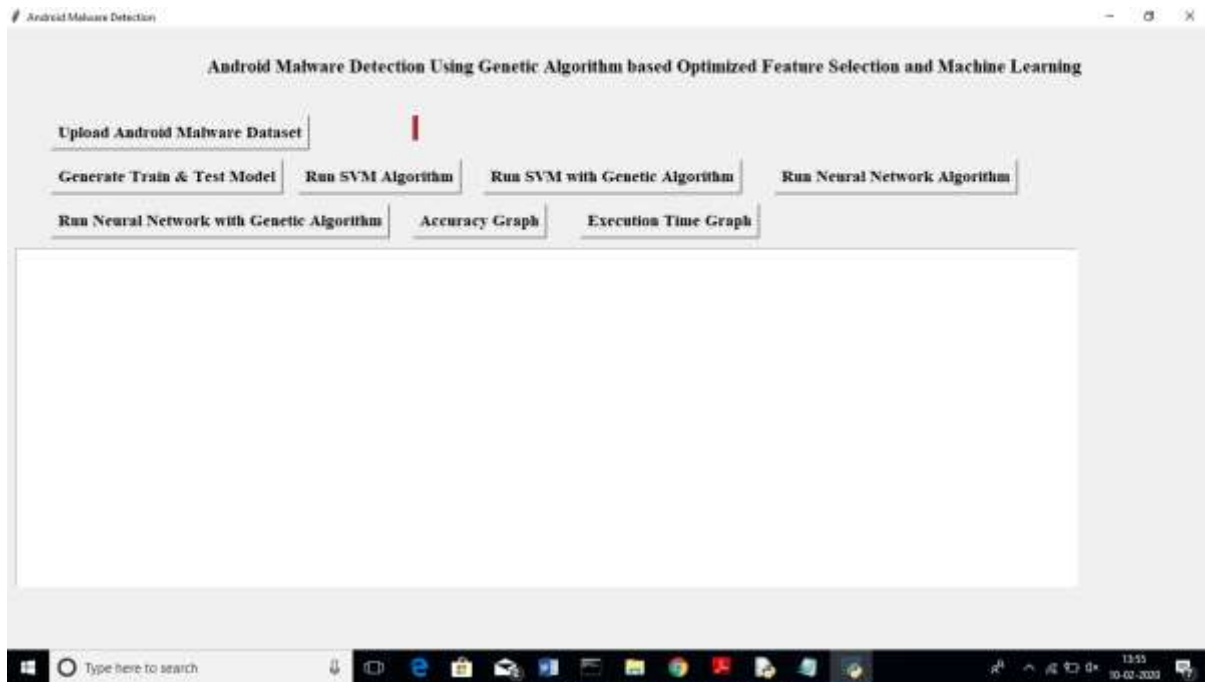 Android Malware Detection
Android Malware Detection Using Genetic Algorithm based Optimized Feature Selection and Machine Learning
Upload Android Malware Dataset
Generate Train & Test Model Run SVM Algorithm Run SVM with Genetic Algorithm Run Neural Network Algorithm
Run Neural Network with Genetic Algorithm Accuracy Graph Execution Time Graph
Type here to search
13:55
10-02-2020